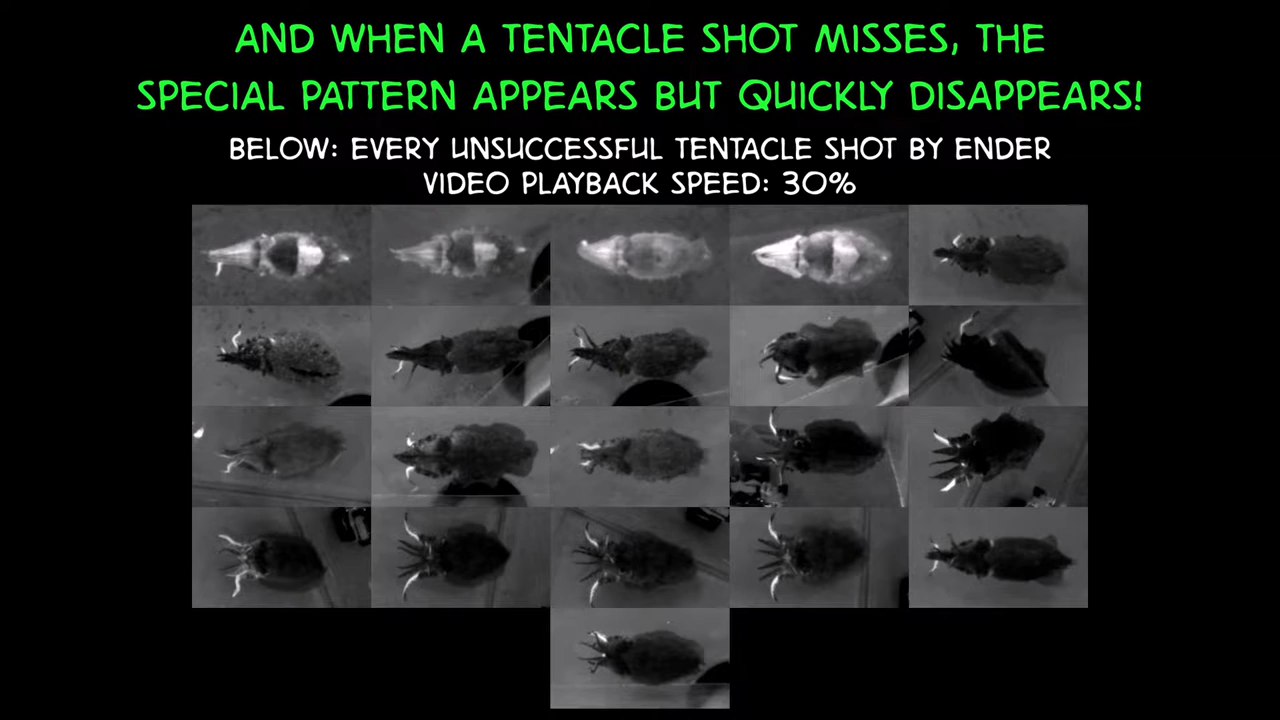 AND WHEN A TENTACLE SHOT MISSES, THE
SPECIAL PATTERN APPEARS BUT QUICKLY DISAPPEARS!
BELOW: EVERY UNSUCCESSFUL TENTACLE SHOT BY ENDER
VIDEO PLAYBACK SPEED: 30%